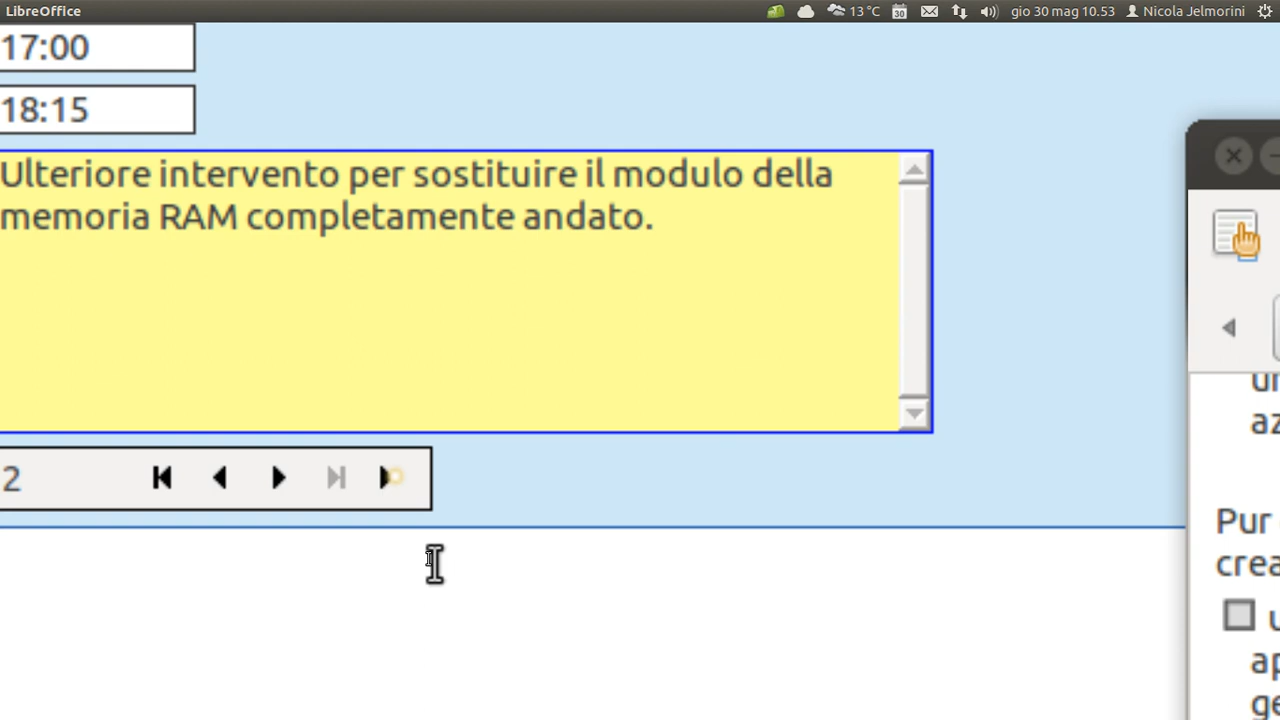 LibreOffice
13 °C
30
gio 30 mag 10.53
Nicola Jelmorini
17:00
18:15
Ulteriore intervento per sostituire il modulo della
memoria RAM completamente andato.
2
Pur